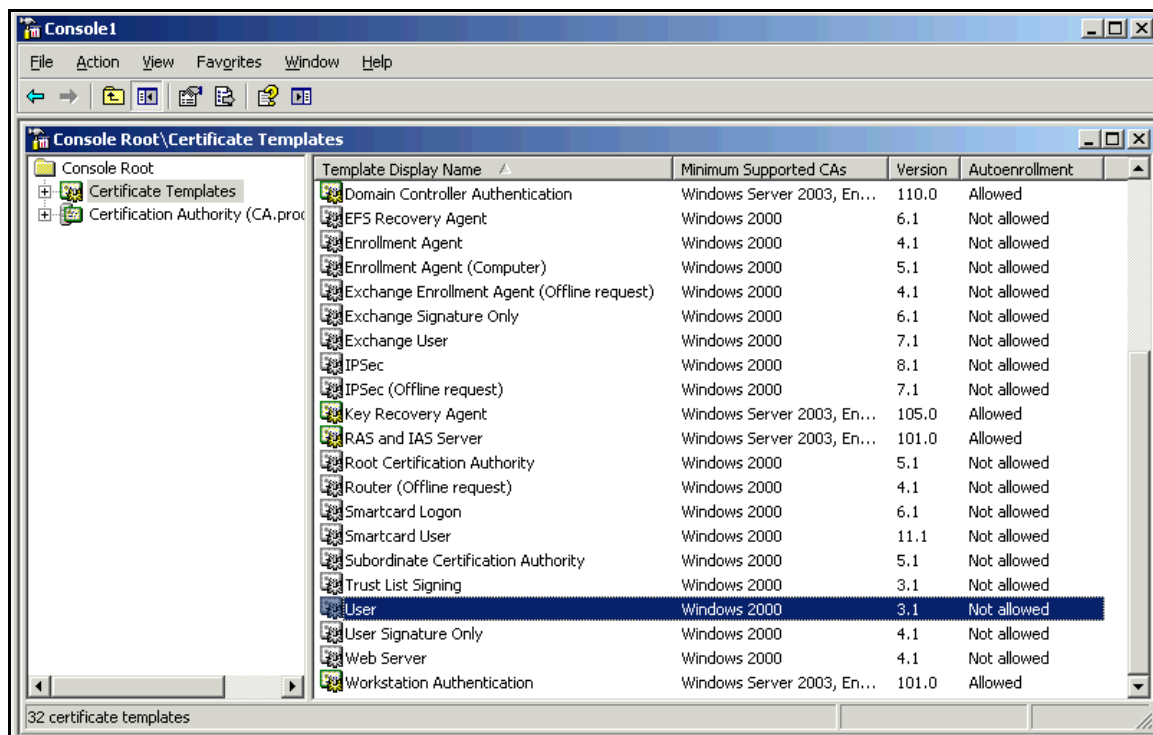 Console1
File Action View Favorites Window Help
Console Root\Certificate Templates
Console Root
Certificate Templates
Certification Authority (CA.proc
Template Display Name Minimum Supported CAs Version Autoenrollment
Domain Controller Authentication Windows Server 2003, En... 110.0 Allowed
EFS Recovery Agent Windows 2000 6.1 Not allowed
Enrollment Agent Windows 2000 4.1 Not allowed
Enrollment Agent (Computer) Windows 2000 5.1 Not allowed
Exchange Enrollment Agent (Offline request) Windows 2000 4.1 Not allowed
Exchange Signature Only Windows 2000 6.1 Not allowed
Exchange User Windows 2000 7.1 Not allowed
IPSec Windows 2000 8.1 Not allowed
IPSec (Offline request) Windows 2000 7.1 Not allowed
Key Recovery Agent Windows Server 2003, En... 105.0 Allowed
RAS and IAS Server Windows Server 2003, En... 101.0 Allowed
Root Certification Authority Windows 2000 5.1 Not allowed
Router (Offline request) Windows 2000 4.1 Not allowed
Smartcard Logon Windows 2000 6.1 Not allowed
Smartcard User Windows 2000 11.1 Not allowed
Subordinate Certification Authority Windows 2000 5.1 Not allowed
Trust List Signing Windows 2000 3.1 Not allowed
User Windows 2000 3.1 Not allowed
User Signature Only Windows 2000 4.1 Not allowed
Web Server Windows 2000 4.1 Not allowed
Workstation Authentication Windows Server 2003, En... 101.0 Allowed
32 certificate templates